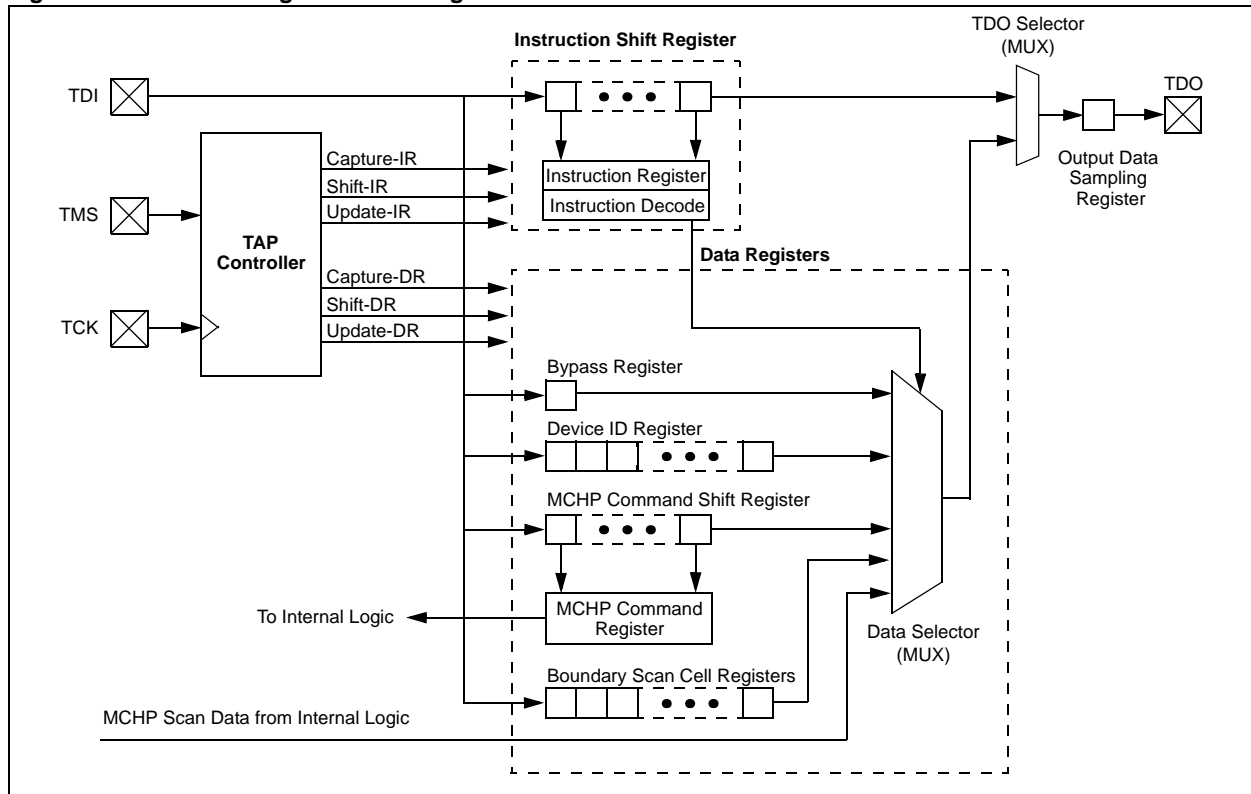 Instruction Shift Register
TDO Selector
(MUX)
TDI
TDO
Capture-IR
Shift-IR
Update-IR
Instruction Register
Instruction Decode
Output Data
Sampling
Register
TMS
TAP
Controller
Data Registers
Capture-DR
Shift-DR
Update-DR
TCK
Bypass Register
Device ID Register
MCHP Command Shift Register
To Internal Logic
MCHP Command
Register
Data Selector
(MUX)
Boundary Scan Cell Registers
MCHP Scan Data from Internal Logic